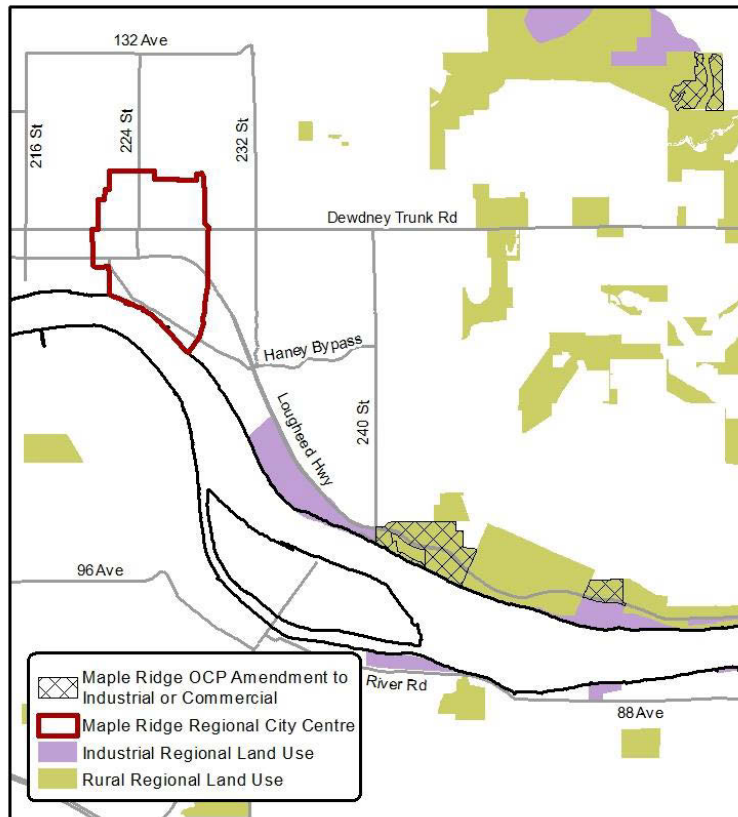 132 Ave
216 St
224 St
232 St
Dewdney Trunk Rd
Haney Bypass
Lougheed Hwy
240 St
96 Ave
River Rd
88 Ave
Maple Ridge OCP Amendment to
Industrial or Commercial
Maple Ridge Regional City Centre
Industrial Regional Land Use
Rural Regional Land Use